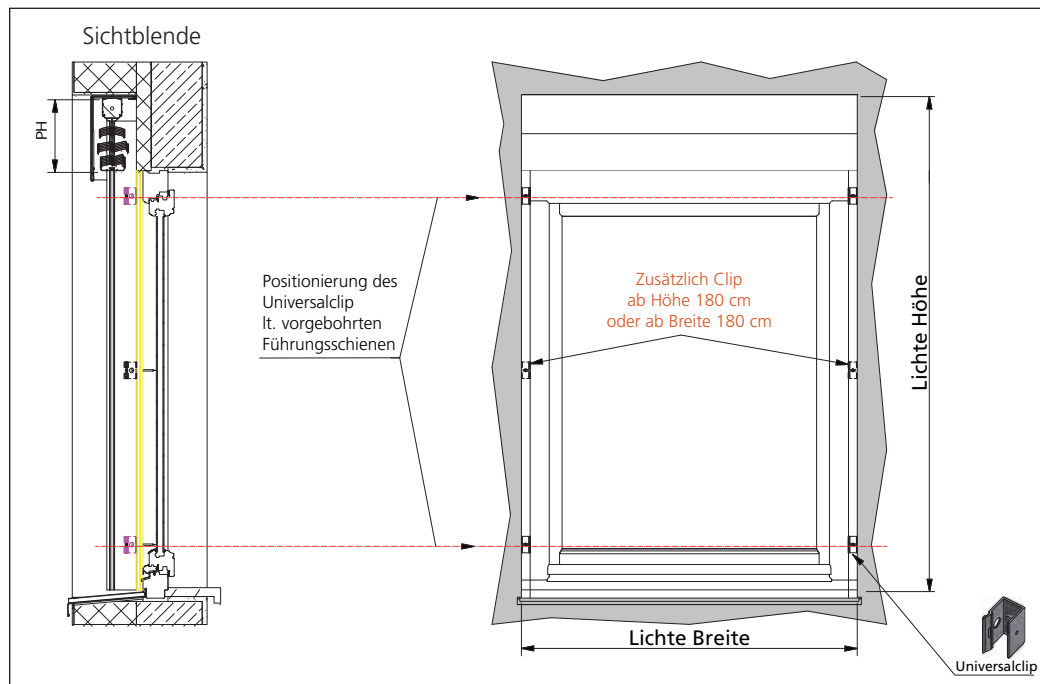 Sichtblende
PH
Positionierung des
Universalclip
lt. vorgebohrten
Führungsschienen
Zusätzlich Clip
ab Höhe 180 cm
oder ab Breite 180 cm
Lichte Höhe
Lichte Breite
Universalclip